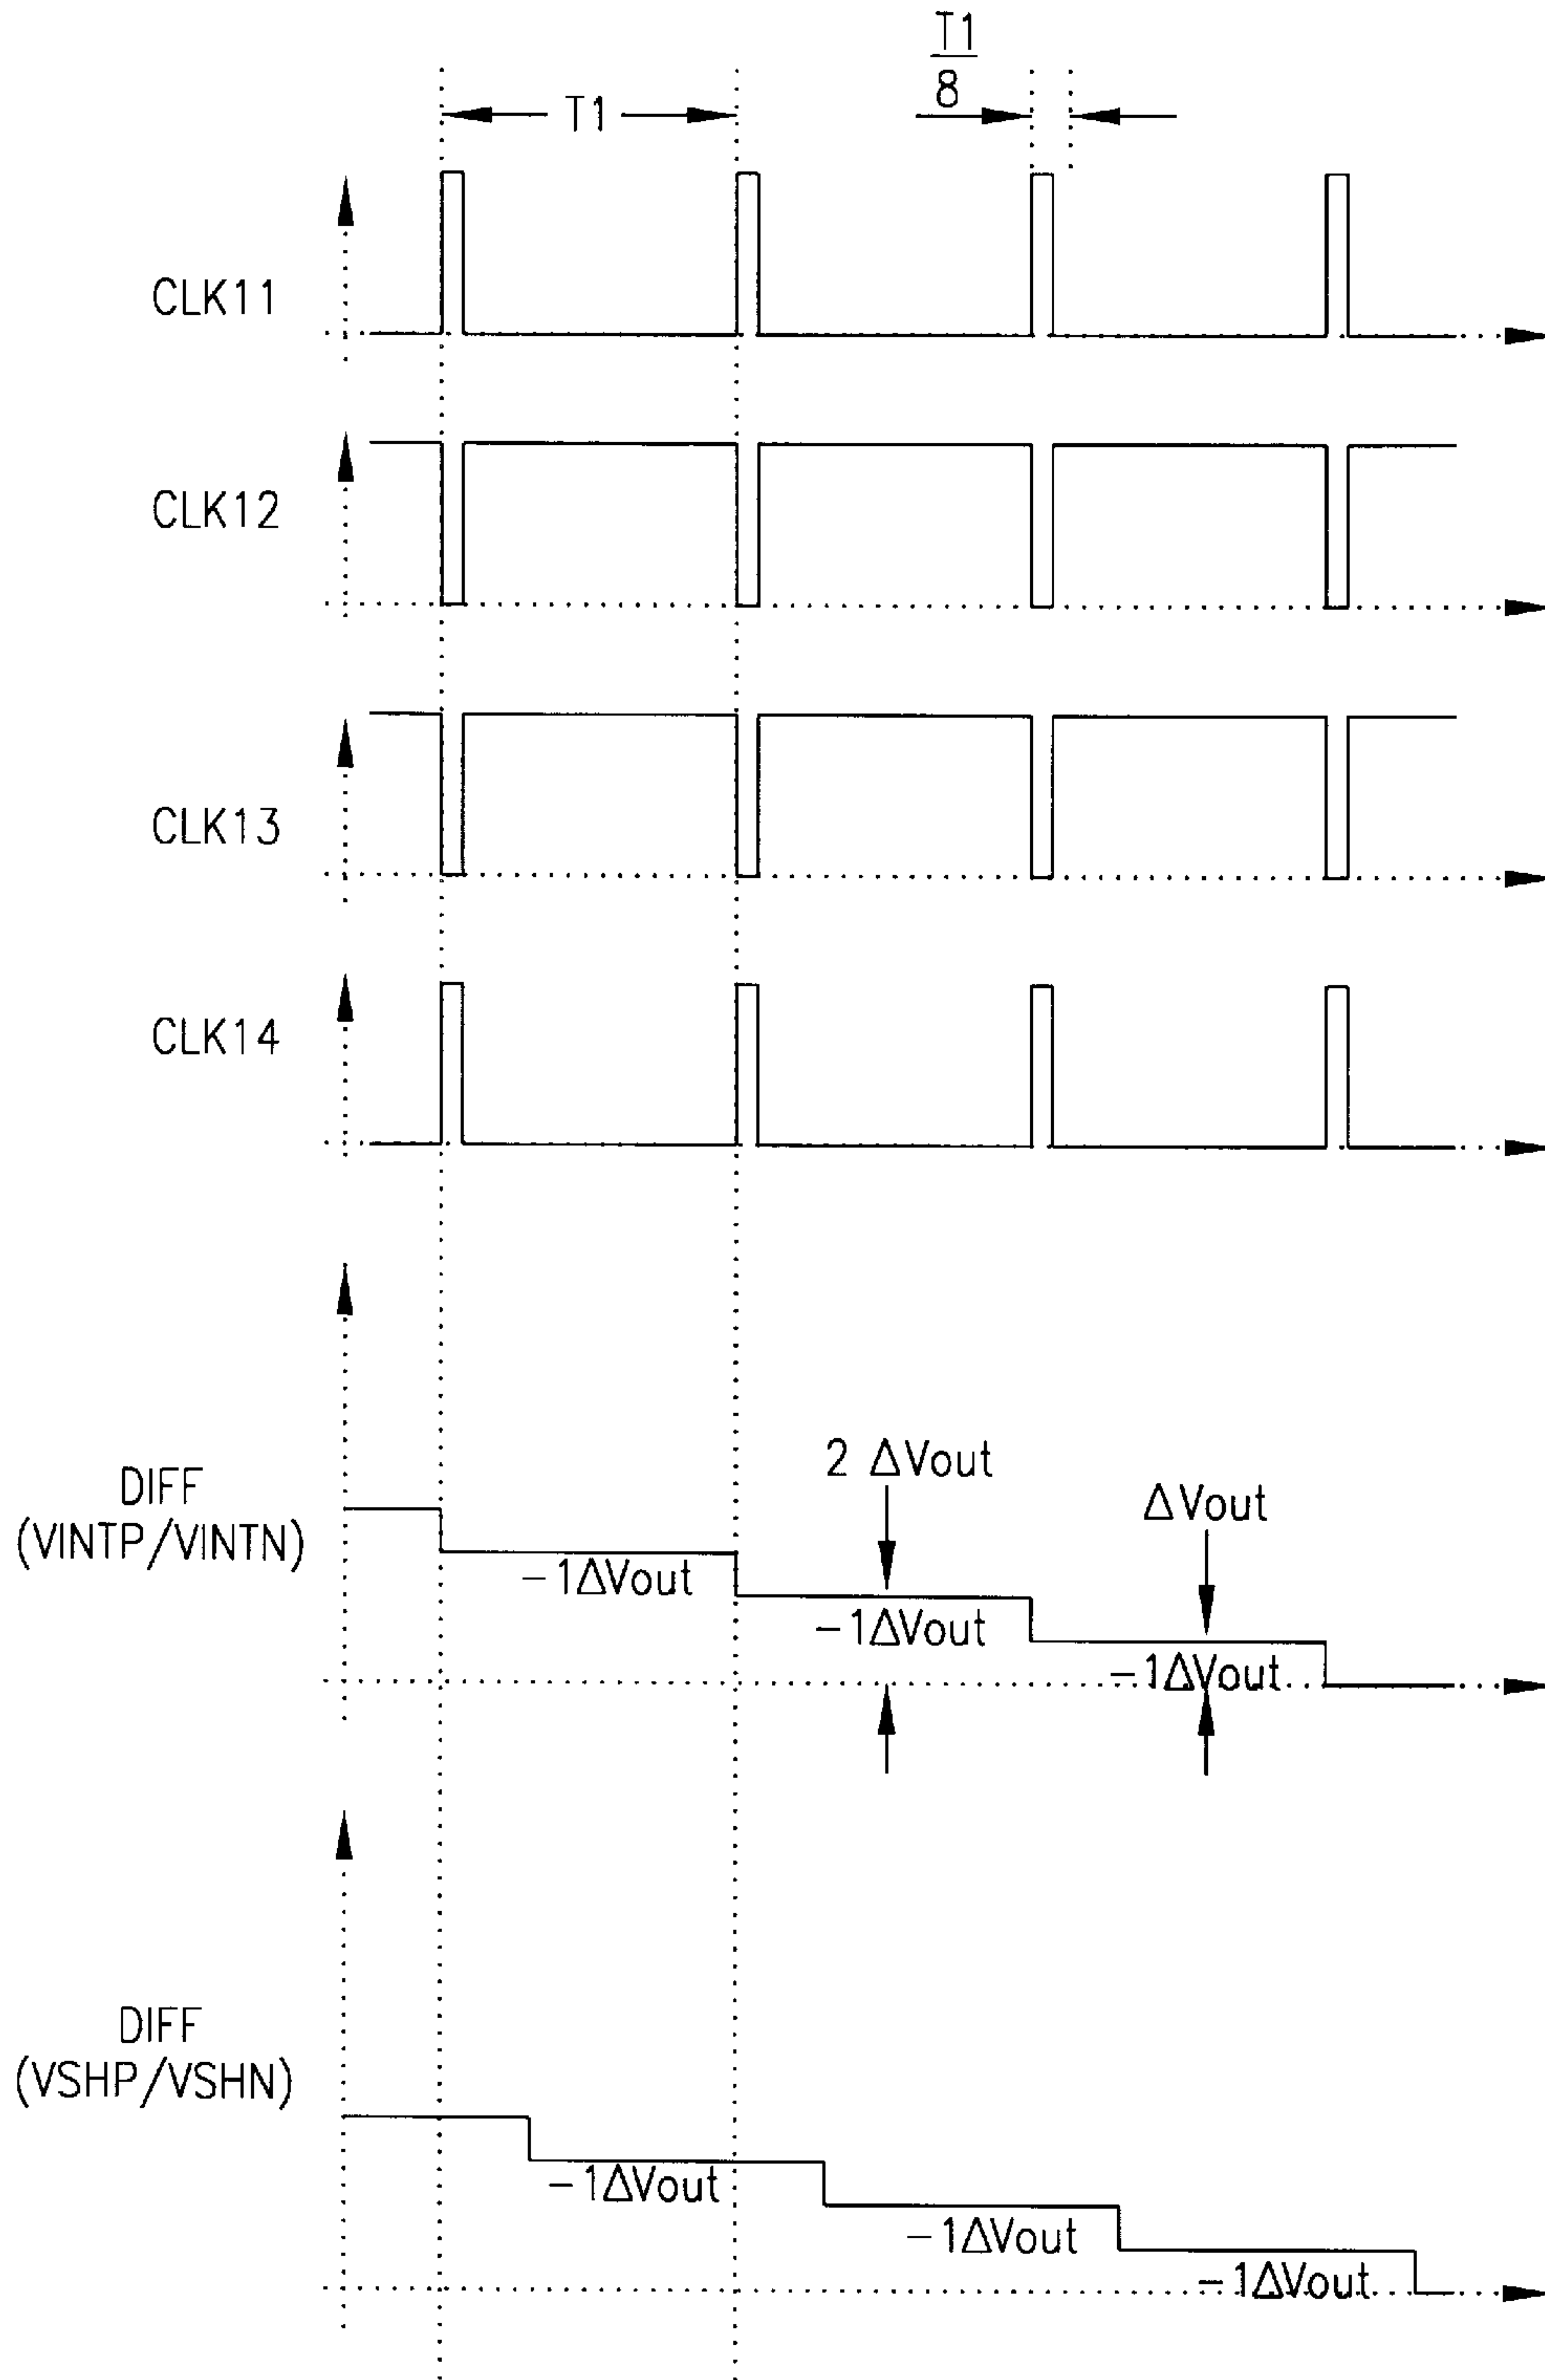 T1
T1
8
CLK11
CLK12
CLK13
CLK14
DIFF
(VINTP/VINTN)
2 ΔVout
ΔVout
-1ΔVout
-1ΔVout
-1ΔVout
DIFF
(VSHP/VSHN)
-1ΔVout
-1ΔVout
-1ΔVout